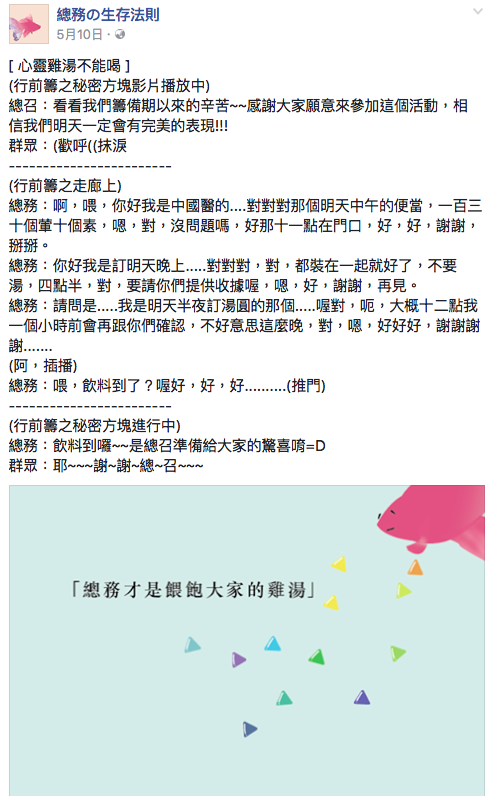 總務の生存法則
5月10日 ·
[ 心靈雞湯不能喝 ]
(行前籌之秘密方塊影片播放中)
總召：看看我們籌備期以來的辛苦~~感謝大家願意來參加這個活動，相
信我們明天一定會有完美的表現!!!
群眾：(歡呼((抹淚
------------------------
(行前籌之走廊上)
總務：啊，喂，你好我是中國醫的....對對對那個明天中午的便當，一百三
十個葷十個素，嗯，對，沒問題嗎，好那十一點在門口，好，好，謝謝，
掰掰。
總務：你好我是訂明天晚上.....對對對，對，都裝在一起就好了，不要
湯，四點半，對，要請你們提供收據喔，嗯，好，謝謝，再見。
總務：請問是.....我是明天半夜訂湯圓的那個.....喔對，呃，大概十二點我
一個小時前會再跟你們確認，不好意思這麼晚，對，嗯，好好好，謝謝謝
謝.......
(阿，插播)
總務：喂，飲料到了？喔好，好，好..........(推門)
------------------------
(行前籌之秘密方塊進行中)
總務：飲料到囉~~是總召準備給大家的驚喜唷=D
群眾：耶~~~謝~謝~總~召~~~
「總務才是餵飽大家的雞湯」